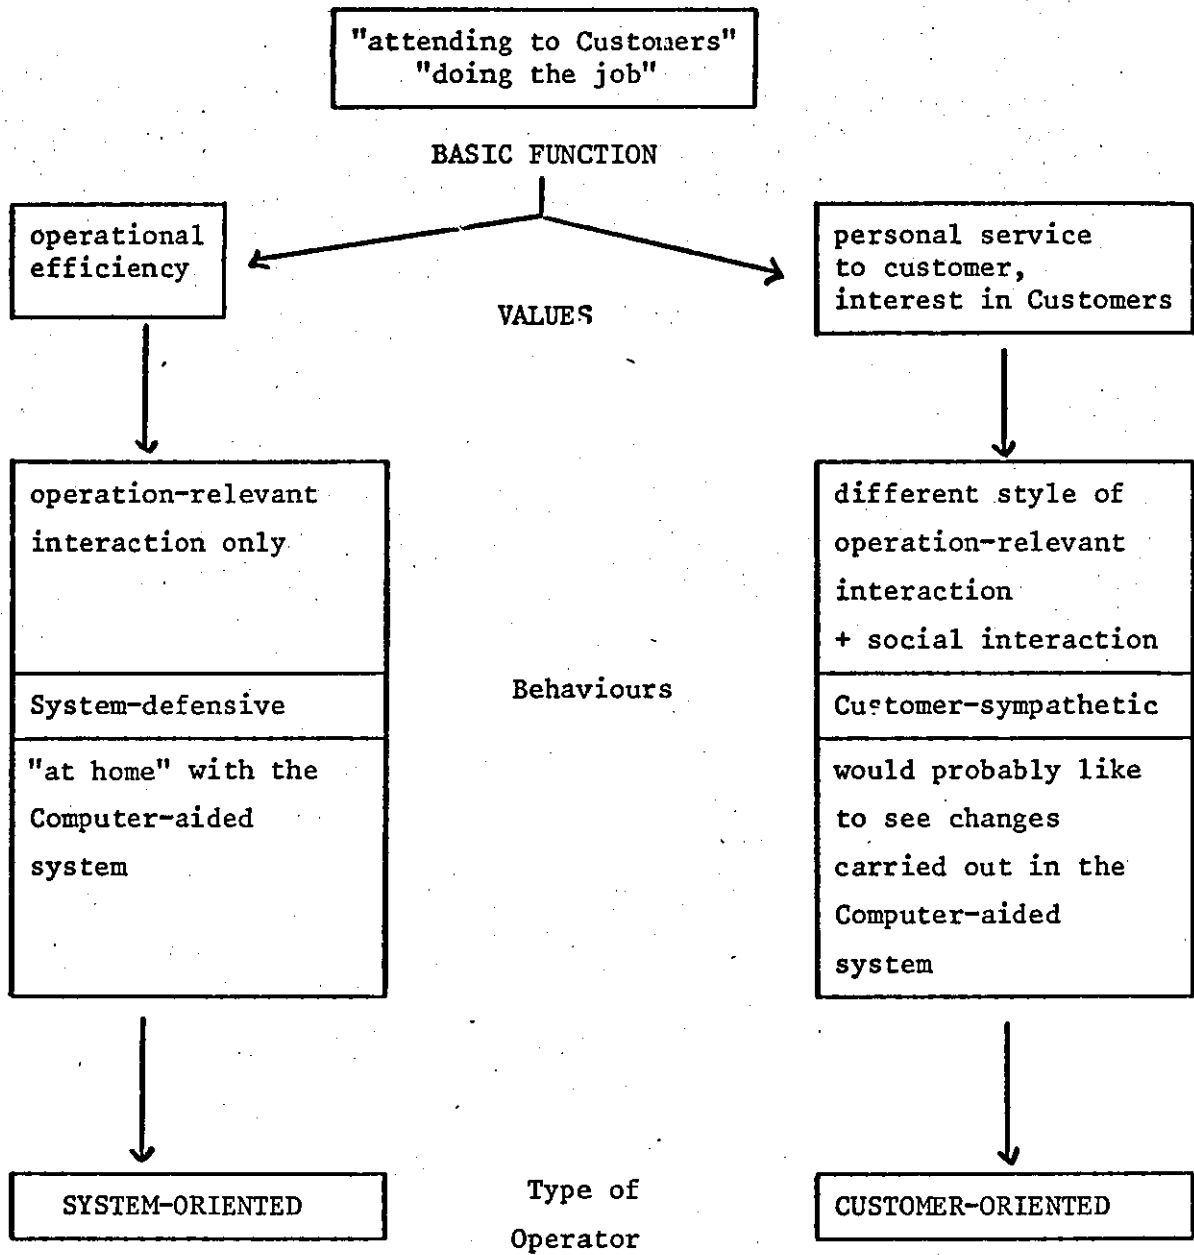 "attending to Customers"
"doing the job"
BASIC FUNCTION
operational
efficiency
personal service
to customer,
interest in Customers
VALUES
operation-relevant
interaction only
different style of
operation-relevant
interaction
+ social interaction
Behaviours
System-defensive
Customer-sympathetic
"at home" with the
Computer-aided
system
would probably like
to see changes
carried out in the
Computer-aided
system
SYSTEM-ORIENTED
Type of
Operator
CUSTOMER-ORIENTED